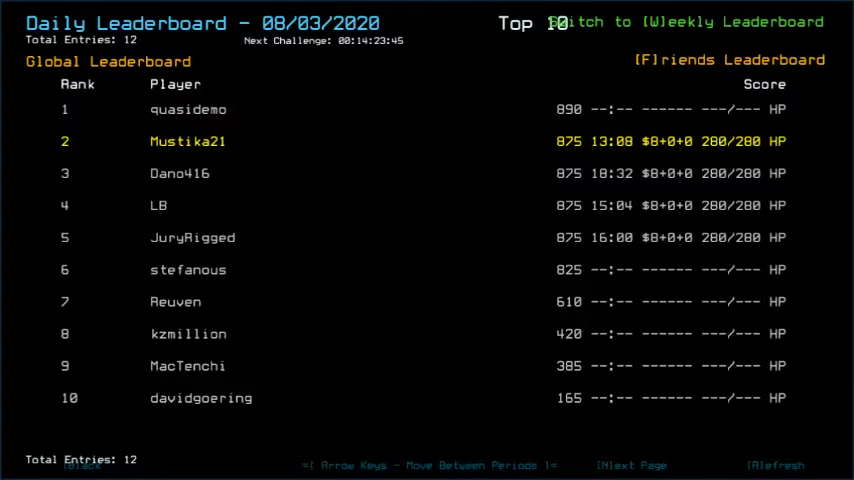 Daily Leaderboard - 08/03/2020 Top 10 Switch to [W]eekly Leaderboard
Total Entries: 12 Next Challenge: 00:14:23:45
Global Leaderboard [F]riends Leaderboard
Rank Player Score
1 quasidemo 890 --:-- ------ ---/--- HP
2 Mustika21 875 13:08 $8+0+0 280/280 HP
3 Dano416 875 18:32 $8+0+0 280/280 HP
4 LB 875 15:04 $8+0+0 280/280 HP
5 JuryRigged 875 16:00 $8+0+0 280/280 HP
6 stefanous 825 --:-- ------ ---/--- HP
7 Reuven 610 --:-- ------ ---/--- HP
8 kzmillion 420 --:-- ------ ---/--- HP
9 MacTenchi 385 --:-- ------ ---/--- HP
10 davidgoering 165 --:-- ------ ---/--- HP
Total Entries: 12
[B]ack =[ Arrow Keys - Move Between Periods ]= [N]ext Page [R]efresh